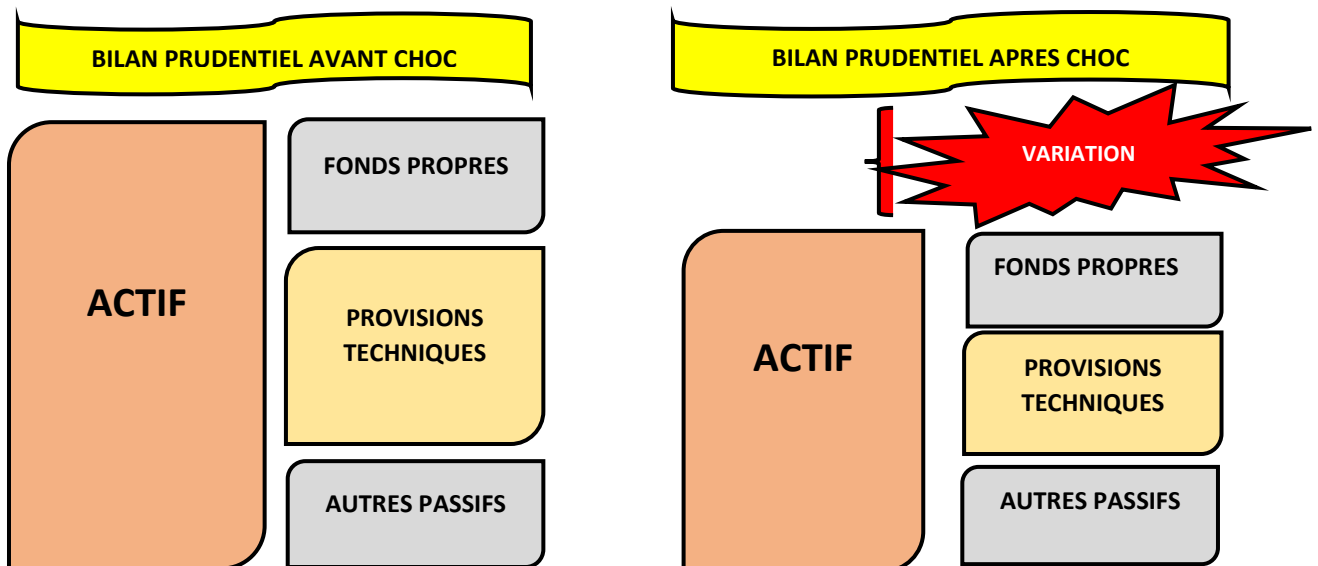 BILAN PRUDENTIEL AVANT CHOC
FONDS PROPRES
ACTIF
PROVISIONS
TECHNIQUES
AUTRES PASSIFS
BILAN PRUDENTIEL APRES CHOC
VARIATION
FONDS PROPRES
ACTIF
PROVISIONS
TECHNIQUES
AUTRES PASSIFS